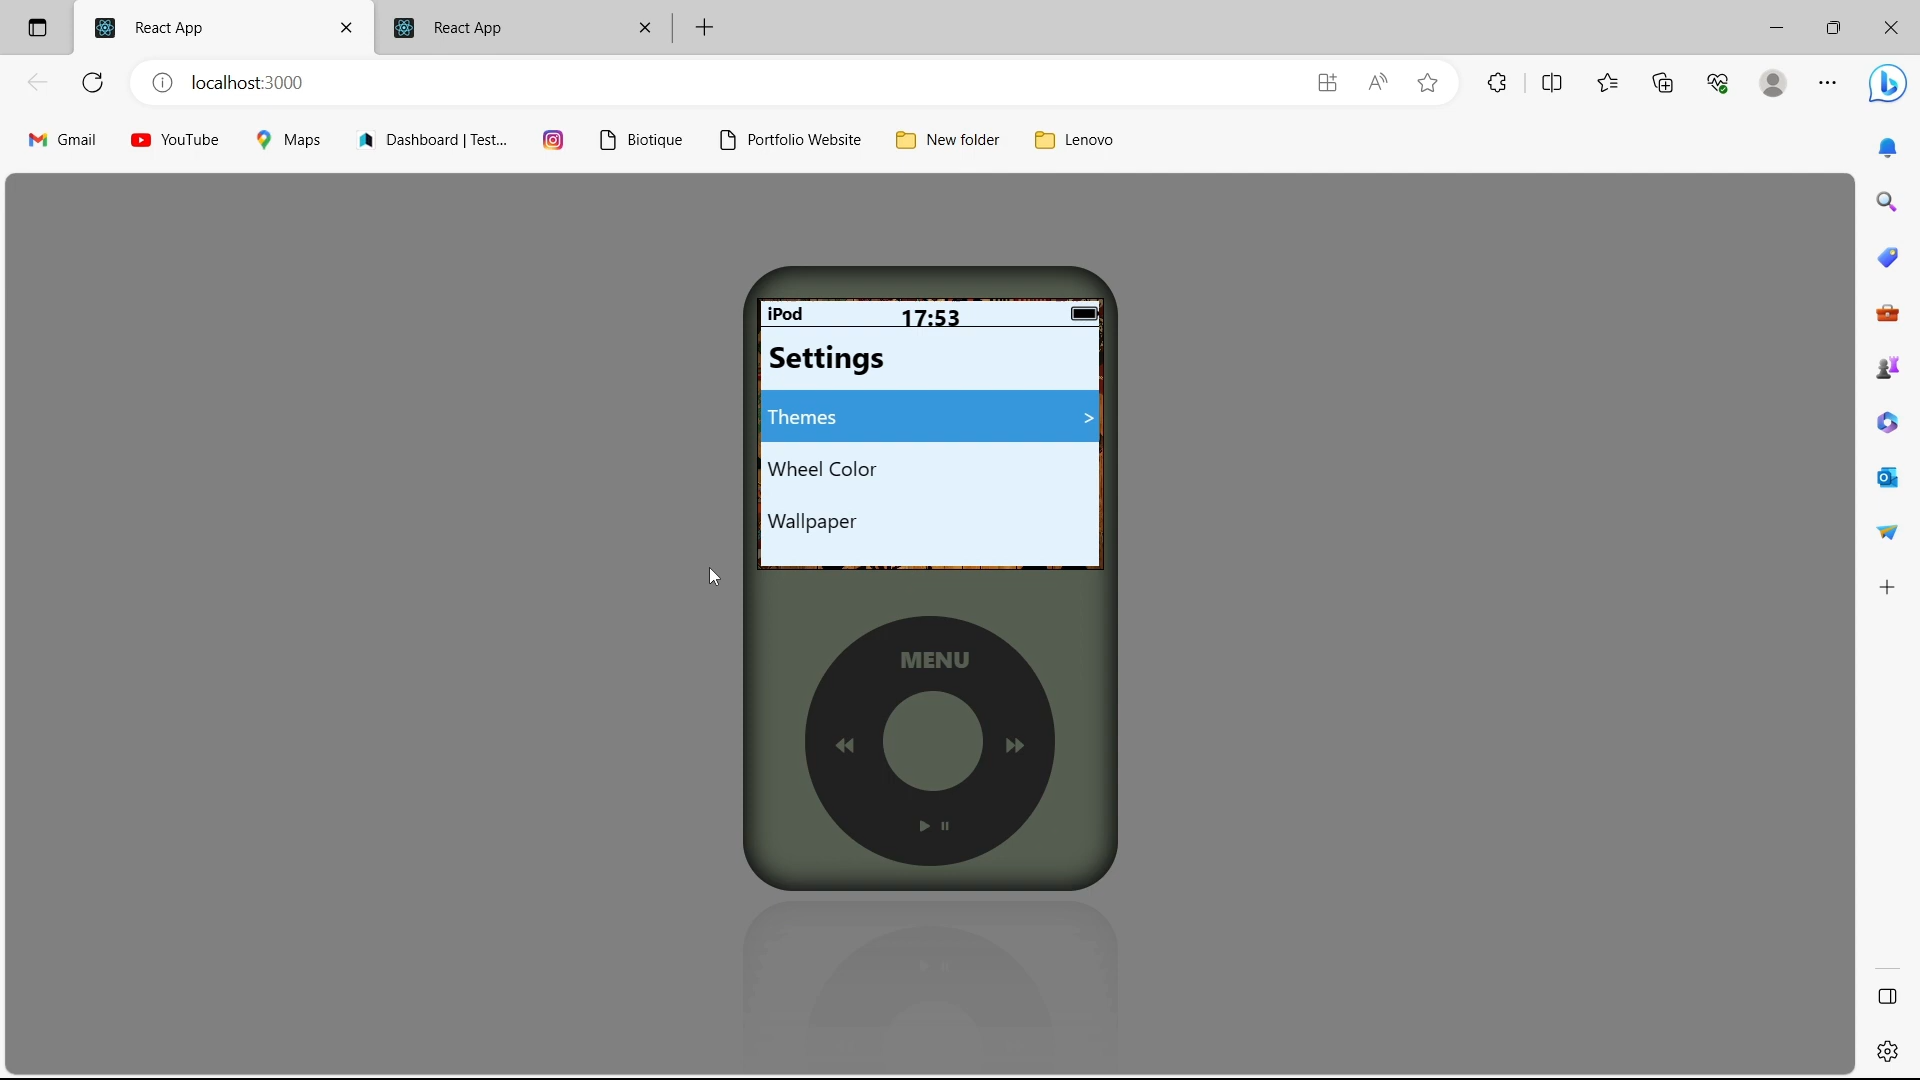 React App
React App
localhost:3000
Gmail
YouTube
Maps
Dashboard | Test...
Biotique
Portfolio Website
New folder
Lenovo
iPod
17:53
Settings
Themes >
Wheel Color
Wallpaper
MENU